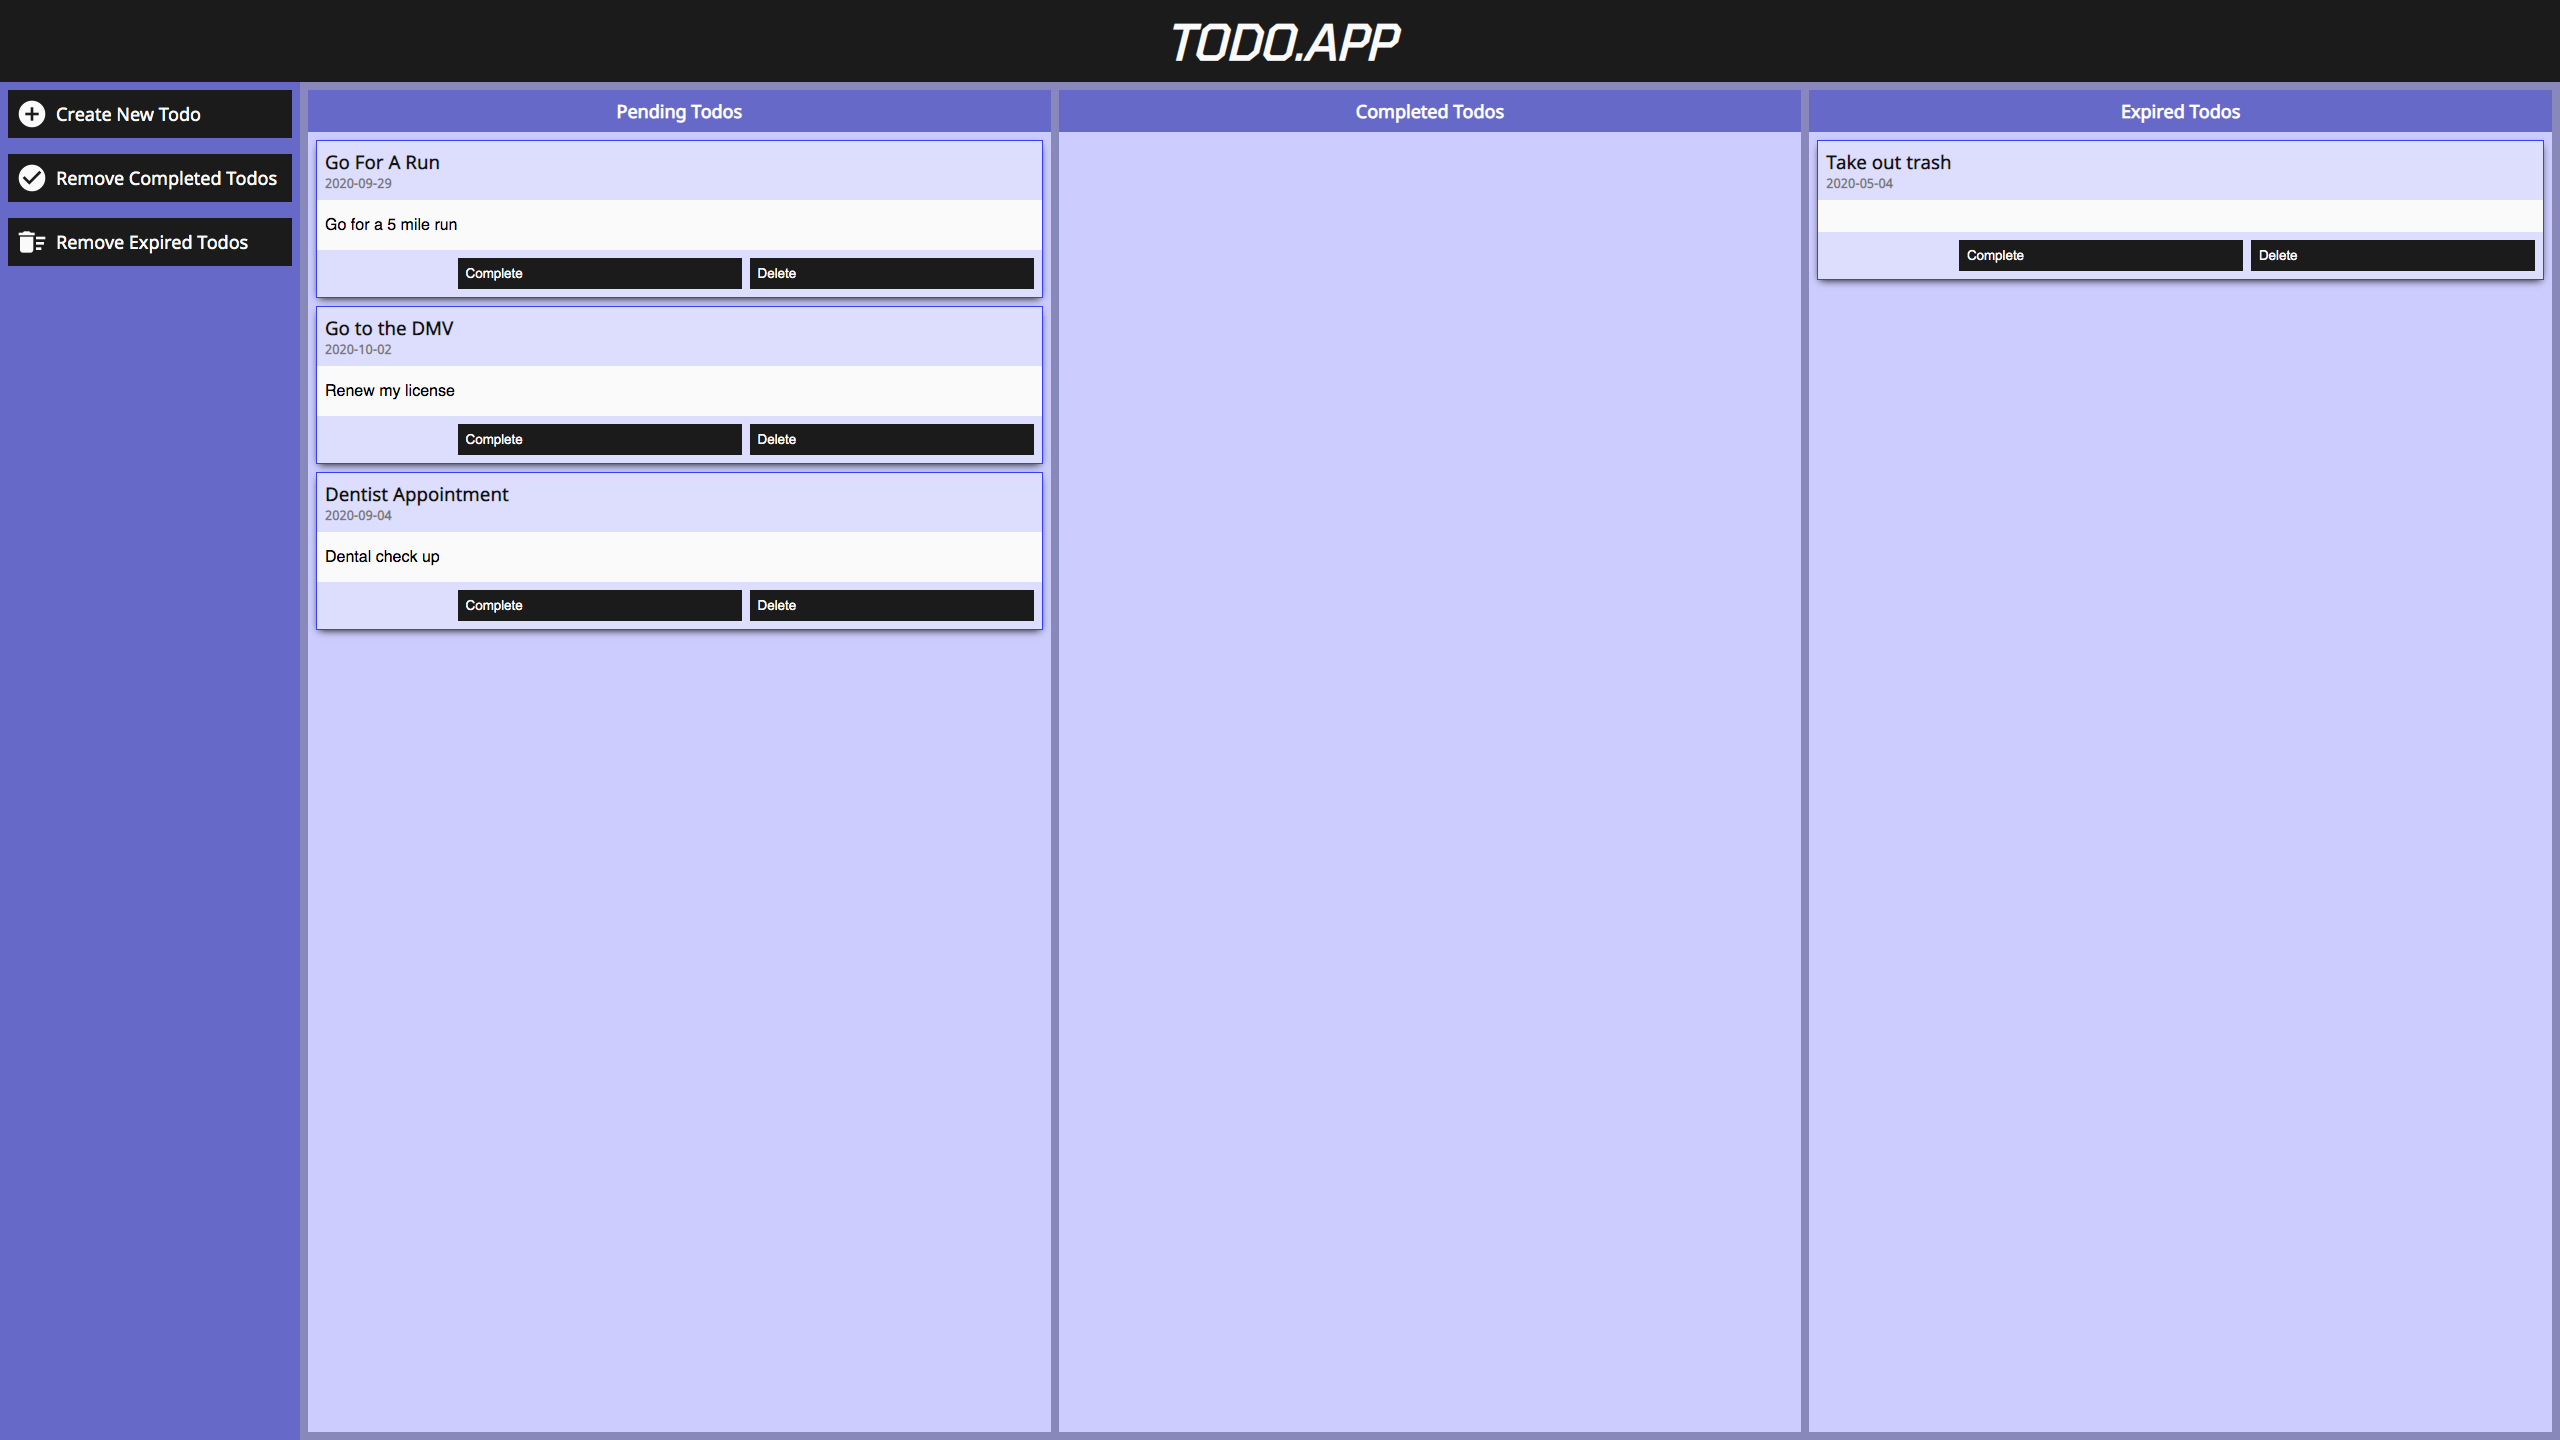 TODO.APP
Create New Todo
Remove Completed Todos
Remove Expired Todos
Pending Todos
Go For A Run
2020-09-29
Go for a 5 mile run
Complete
Delete
Go to the DMV
2020-10-02
Renew my license
Complete
Delete
Dentist Appointment
2020-09-04
Dental check up
Complete
Delete
Completed Todos
Expired Todos
Take out trash
2020-05-04
Complete
Delete